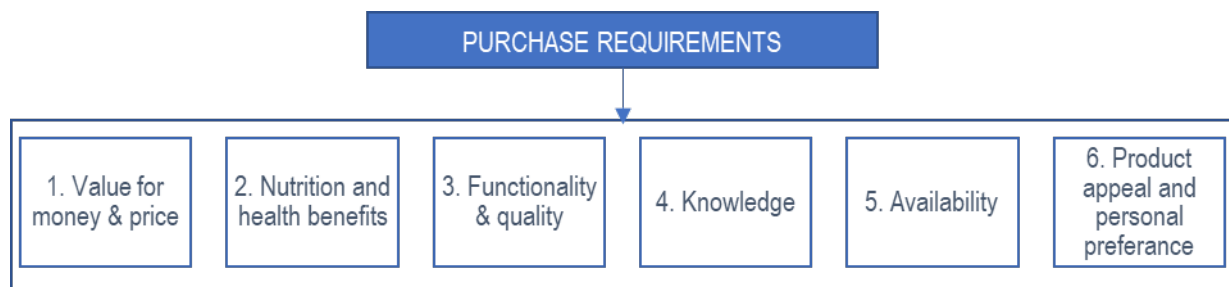 PURCHASE REQUIREMENTS
1. Value for
money & price
2. Nutrition and
health benefits
3. Functionality
& quality
4. Knowledge
5. Availability
6. Product
appeal and
personal
preferance